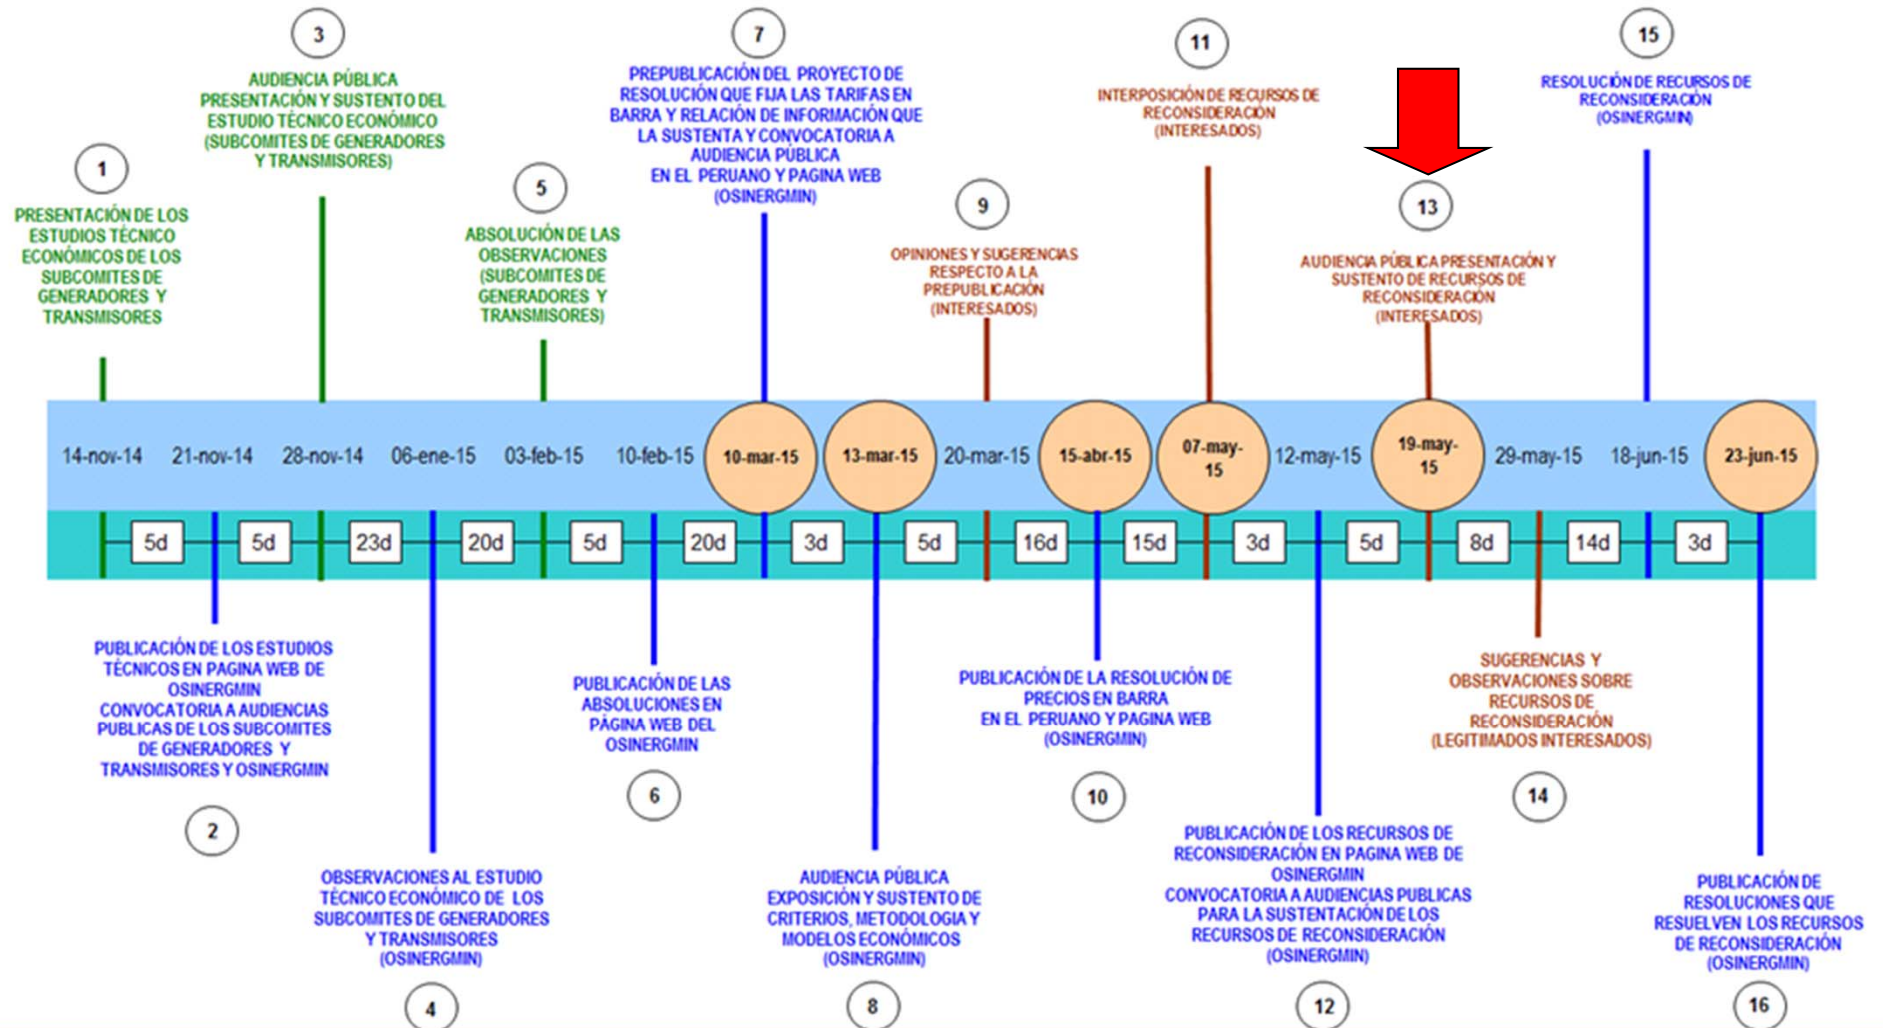 3
AUDIENCIA PÚBLICA
PRESENTACIÓN Y SUSTENTO DEL
ESTUDIO TÉCNICO ECONÓMICO
(SUBCOMITES DE GENERADORES
Y TRANSMISORES)
7
PREPUBLICACIÓN DEL PROYECTO DE
RESOLUCIÓN QUE FIJA LAS TARIFAS EN
BARRA Y RELACIÓN DE INFORMACIÓN QUE
LA SUSTENTA Y CONVOCATORIA A
AUDIENCIA PÚBLICA
EN EL PERUANO Y PAGINA WEB
(OSINERGMIN)
11
INTERPOSICIÓN DE RECURSOS DE
RECONSIDERACIÓN
(INTERESADOS)
15
RESOLUCIÓN DE RECURSOS DE
RECONSIDERACIÓN
(OSINERGMIN)
1
PRESENTACIÓN DE LOS
ESTUDIOS TÉCNICO
ECONÓMICOS DE LOS
SUBCOMITES DE
GENERADORES Y
TRANSMISORES
5
ABSOLUCIÓN DE LAS
OBSERVACIONES
(SUBCOMITES DE
GENERADORES Y
TRANSMISORES)
9
OPINIONES Y SUGERENCIAS
RESPECTO A LA
PREPUBLICACIÓN
(INTERESADOS)
13
AUDIENCIA PÚBLICA PRESENTACIÓN Y
SUSTENTO DE RECURSOS DE
RECONSIDERACIÓN
(INTERESADOS)
14-nov-14
21-nov-14
28-nov-14
06-ene-15
03-feb-15
10-feb-15
10-mar-15
13-mar-15
20-mar-15
15-abr-15
07-may-
15
12-may-15
19-may-
15
29-may-15
18-jun-15
23-jun-15
5d
5d
23d
20d
5d
20d
3d
5d
16d
15d
3d
5d
8d
14d
3d
PUBLICACIÓN DE LOS ESTUDIOS
TÉCNICOS EN PAGINA WEB DE
OSINERGMIN
CONVOCATORIA A AUDIENCIAS
PUBLICAS DE LOS SUBCOMITES
DE GENERADORES Y
TRANSMISORES Y OSINERGMIN
2
OBSERVACIONES AL ESTUDIO
TÉCNICO ECONÓMICO DE LOS
SUBCOMITES DE GENERADORES
Y TRANSMISORES
(OSINERGMIN)
4
PUBLICACIÓN DE LAS
ABSOLUCIONES EN
PÁGINA WEB DEL
OSINERGMIN
6
AUDIENCIA PÚBLICA
EXPOSICIÓN Y SUSTENTO DE
CRITERIOS, METODOLOGIA Y
MODELOS ECONÓMICOS
(OSINERGMIN)
8
PUBLICACIÓN DE LA RESOLUCIÓN DE
PRECIOS EN BARRA
EN EL PERUANO Y PAGINA WEB
(OSINERGMIN)
10
PUBLICACIÓN DE LOS RECURSOS DE
RECONSIDERACIÓN EN PAGINA WEB DE
OSINERGMIN
CONVOCATORIA A AUDIENCIAS PUBLICAS
PARA LA SUSTENTACIÓN DE LOS
RECURSOS DE RECONSIDERACIÓN
(OSINERGMIN)
12
SUGERENCIAS Y
OBSERVACIONES SOBRE
RECURSOS DE
RECONSIDERACIÓN
(LEGITIMADOS INTERESADOS)
14
PUBLICACIÓN DE
RESOLUCIONES QUE
RESUELVEN LOS RECURSOS
DE RECONSIDERACIÓN
(OSINERGMIN)
16